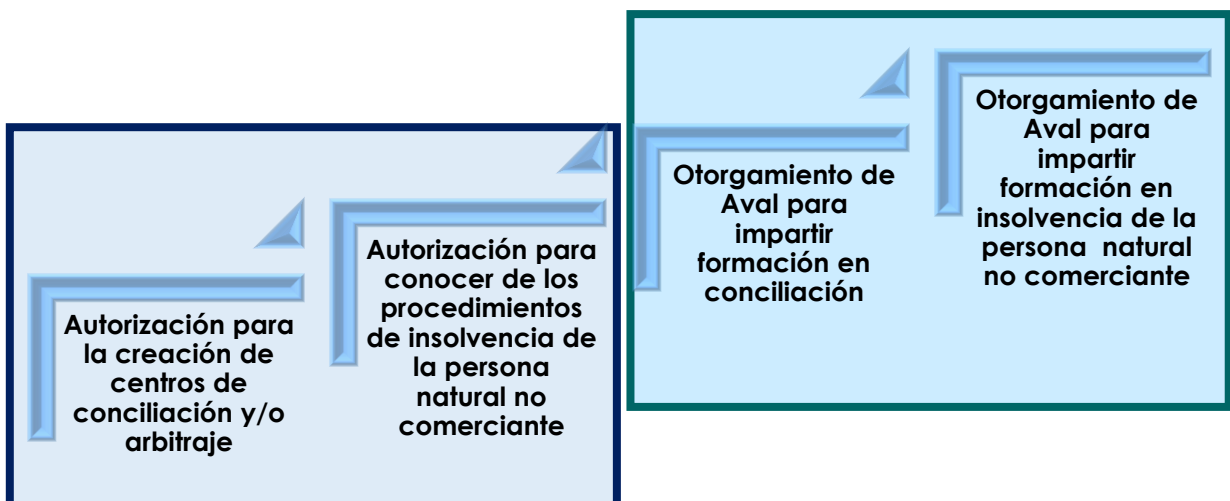 Autorización para
la creación de
centros de
conciliación y/o
arbitraje
Autorización para
conocer de los
procedimientos
de insolvencia de
la persona
natural no
comerciante
Otorgamiento de
Aval para
impartir
formación en
conciliación
Otorgamiento de
Aval para
impartir
formación en
insolvencia de la
persona natural
no comerciante